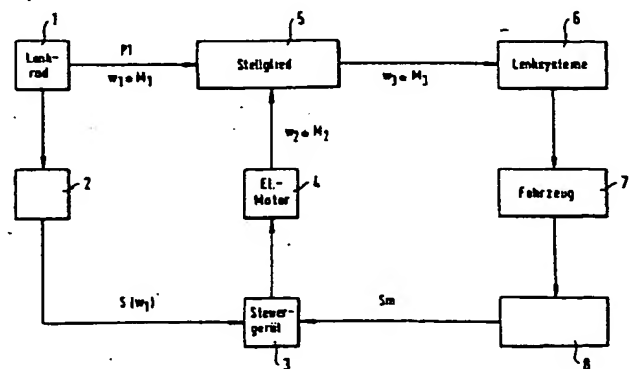 1
5
6
Lenk-
rad
P1
w₁ • M₁
Stellglied
w₃ • M₃
Lenksysteme
w₂ • M₂
2
El.-
Motor
4
Fahrzeug
7
S (w₁)
Steuer-
gerät
3
Sm
8